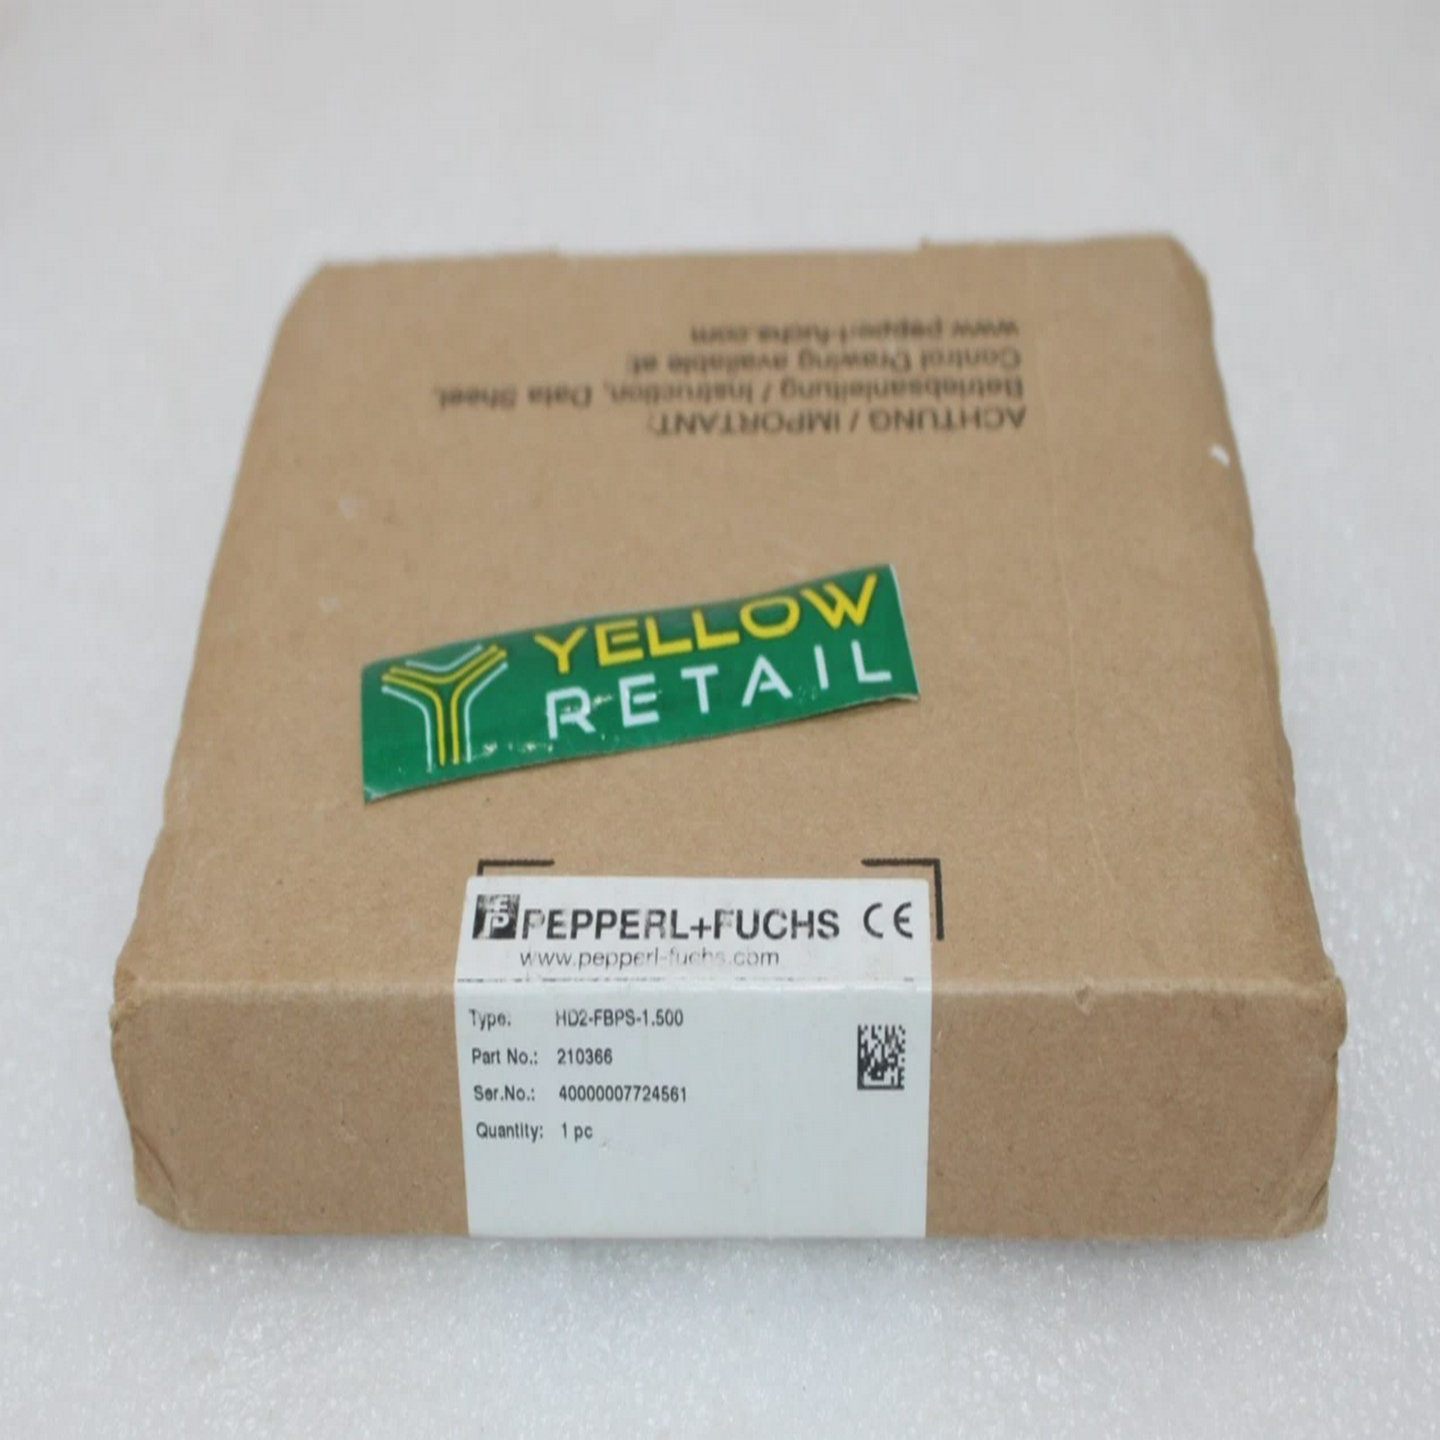 ACHTUNG / IMPORTANT:
Betriebsanleitung / Instruction, Data Sheet,
Control Drawing available at:
www.pepperl-fuchs.com
YELLOW
RETAIL
PEPPERL+FUCHS CE
www.pepperl-fuchs.com
Type: HD2-FBPS-1.500
Part No.: 210366
Ser.No.: 40000007724561
Quantity: 1 pc